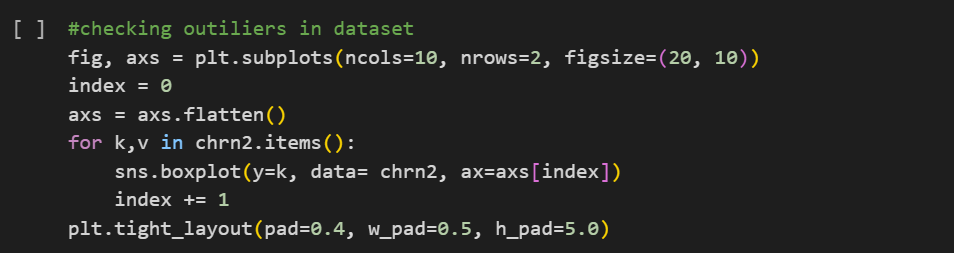 [ ] #checking outiliers in dataset
fig, axs = plt.subplots(ncols=10, nrows=2, figsize=(20, 10))
index = 0
axs = axs.flatten()
for k,v in chrn2.items():
    sns.boxplot(y=k, data= chrn2, ax=axs[index])
    index += 1
plt.tight_layout(pad=0.4, w_pad=0.5, h_pad=5.0)